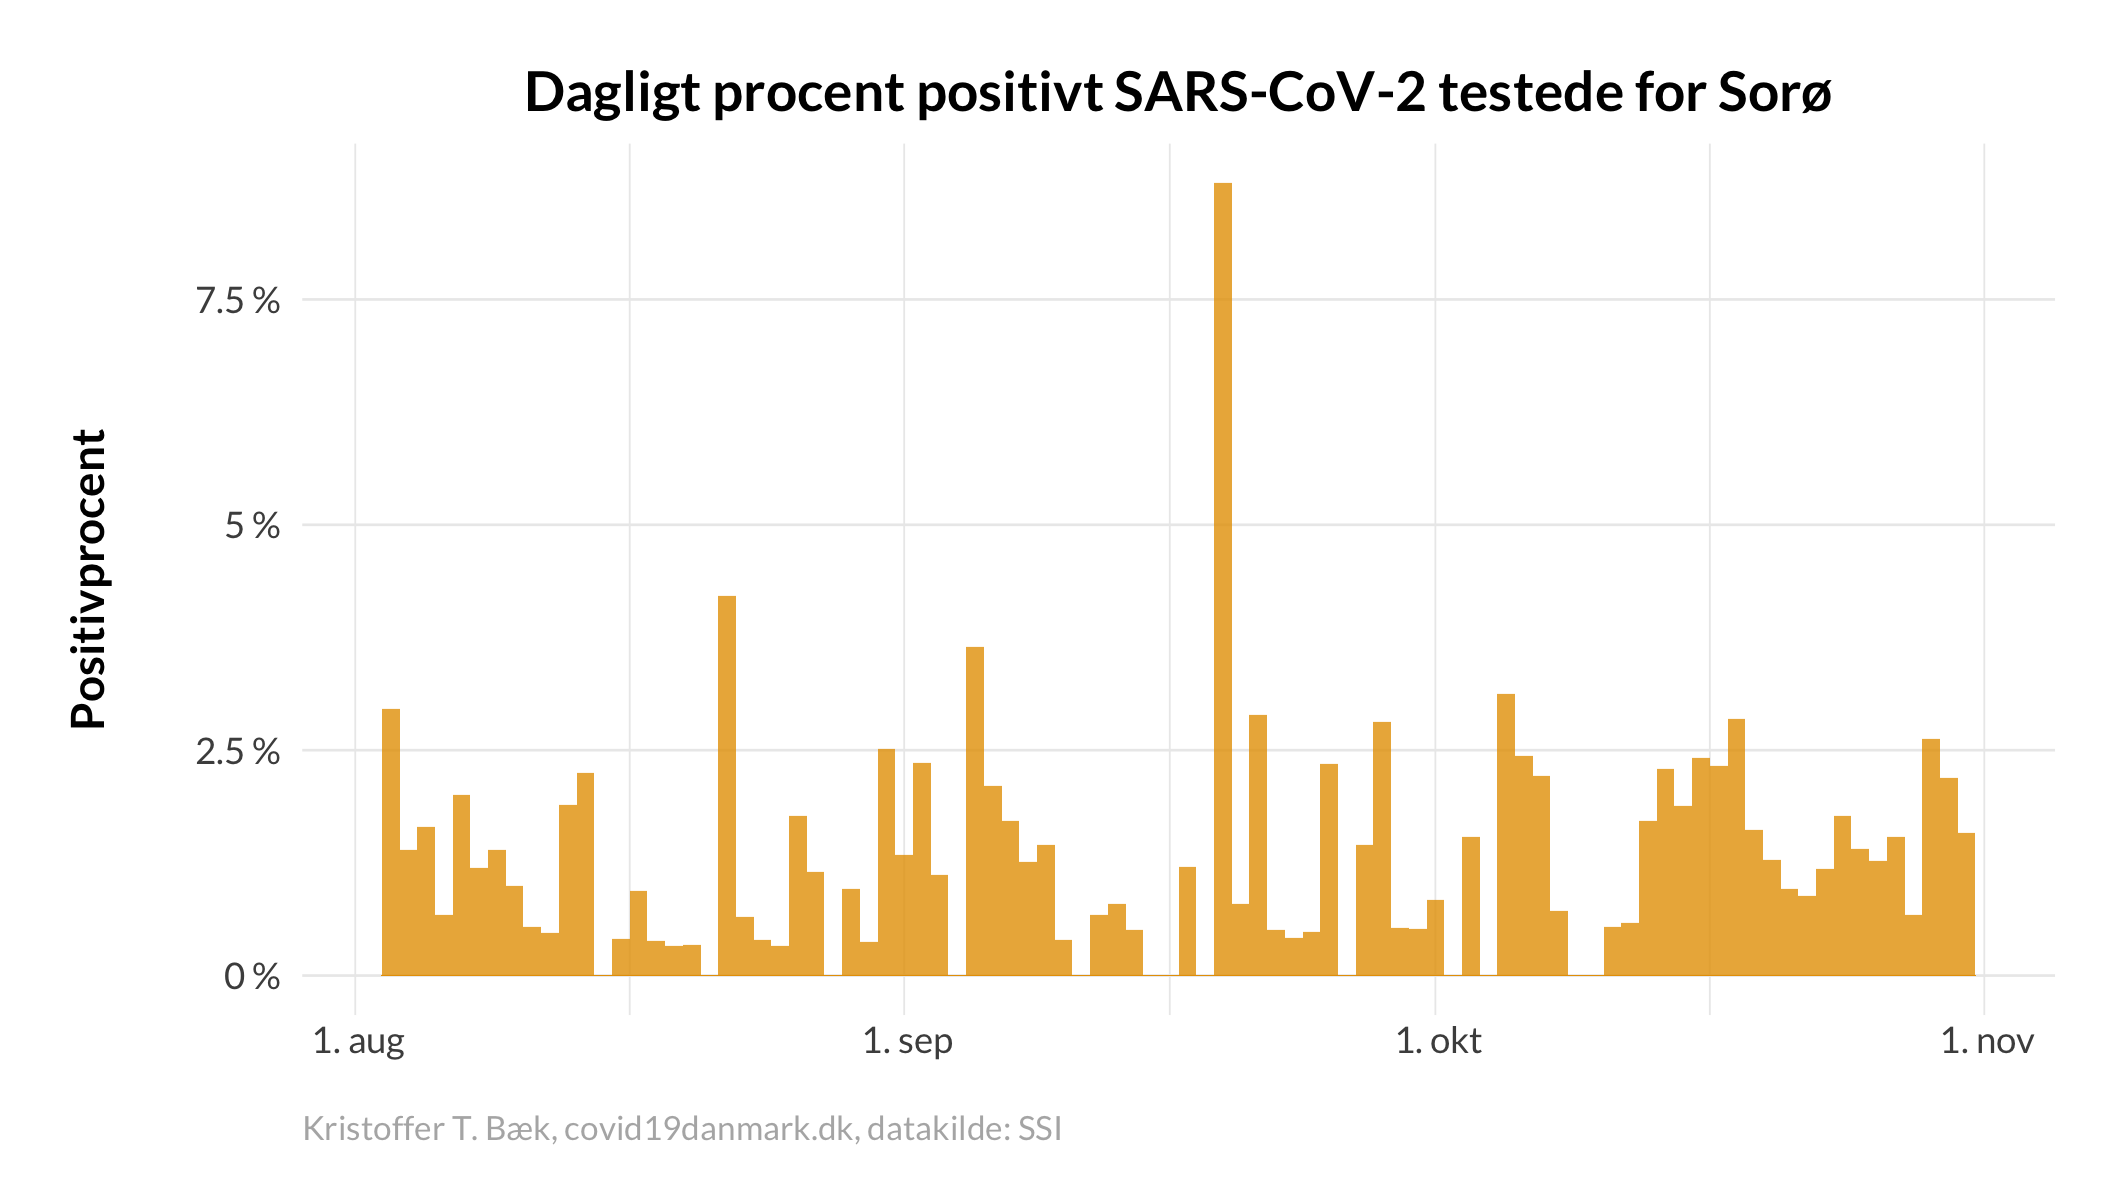 Dagligt procent positivt SARS-CoV-2 testede for Sorø
Positivprocent
7.5 %
5 %
2.5 %
0 %
1. aug
1. sep
1. okt
1. nov
Kristoffer T. Bæk, covid19danmark.dk, datakilde: SSI